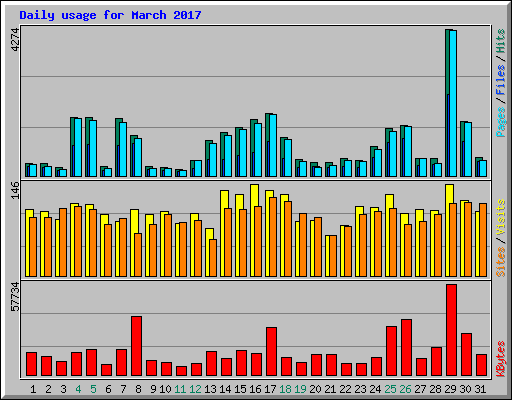 Daily usage for March 2017
4274
Pages / Files / Hits
146
Sites / Visits
57734
KBytes
1 2 3 4 5 6 7 8 9 10 11 12 13 14 15 16 17 18 19 20 21 22 23 24 25 26 27 28 29 30 31